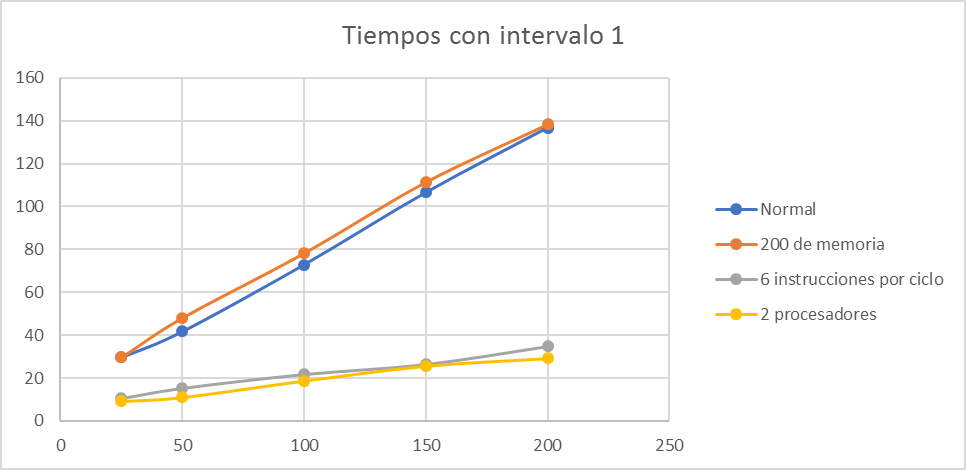 Tiempos con intervalo 1
160
140
120
100
80
60
40
20
0
0 50 100 150 200 250
Normal
200 de memoria
6 instrucciones por ciclo
2 procesadores